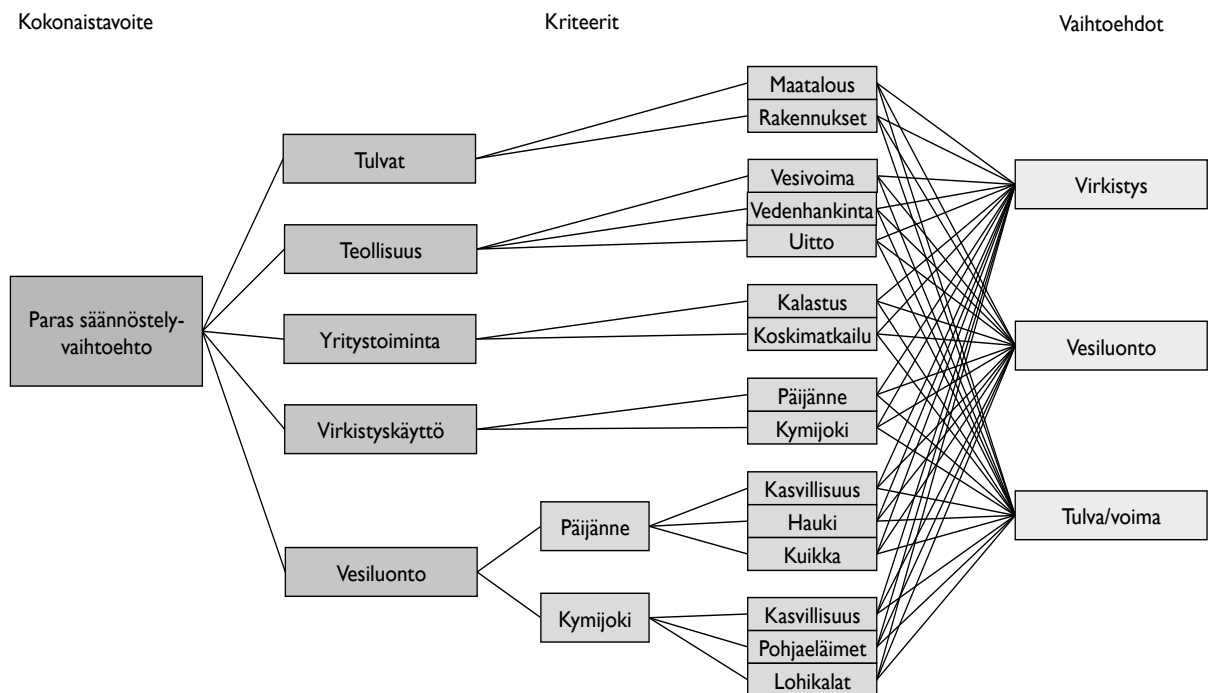 Kokonaistavoite
Kriteerit
Vaihtoehdot
Paras säännöstely-
vaihtoehto
Tulvat
Teollisuus
Yritystoiminta
Virkistyskäyttö
Vesiluonto
Päijänne
Kymijoki
Maatalous
Rakennukset
Vesivoima
Vedenhankinta
Uitto
Kalastus
Koskimatkailu
Päijänne
Kymijoki
Kasvillisuus
Hauki
Kuikka
Kasvillisuus
Pohjaeläimet
Lohikalat
Virkistys
Vesiluonto
Tulva/voima